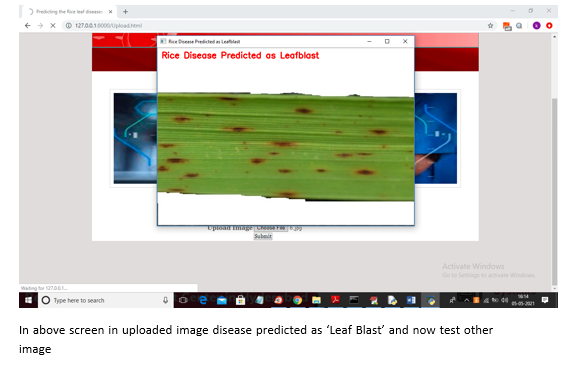 Predicting the Rice leaf disease
127.0.0.1:8000/Upload.html
Rice Disease Predicted as Leafblast
Rice Disease Predicted as Leafblast
Upload Image Choose File E.jpg
Submit
Activate Windows
Go to Settings to activate Windows.
Waiting for 127.0.0.1...
Type here to search
16:14
05-05-2021
In above screen in uploaded image disease predicted as ‘Leaf Blast’ and now test other
image